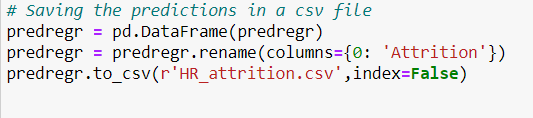 # Saving the predictions in a csv file
predregr = pd.DataFrame(predregr)
predregr = predregr.rename(columns={0: 'Attrition'})
predregr.to_csv(r'HR_attrition.csv',index=False)